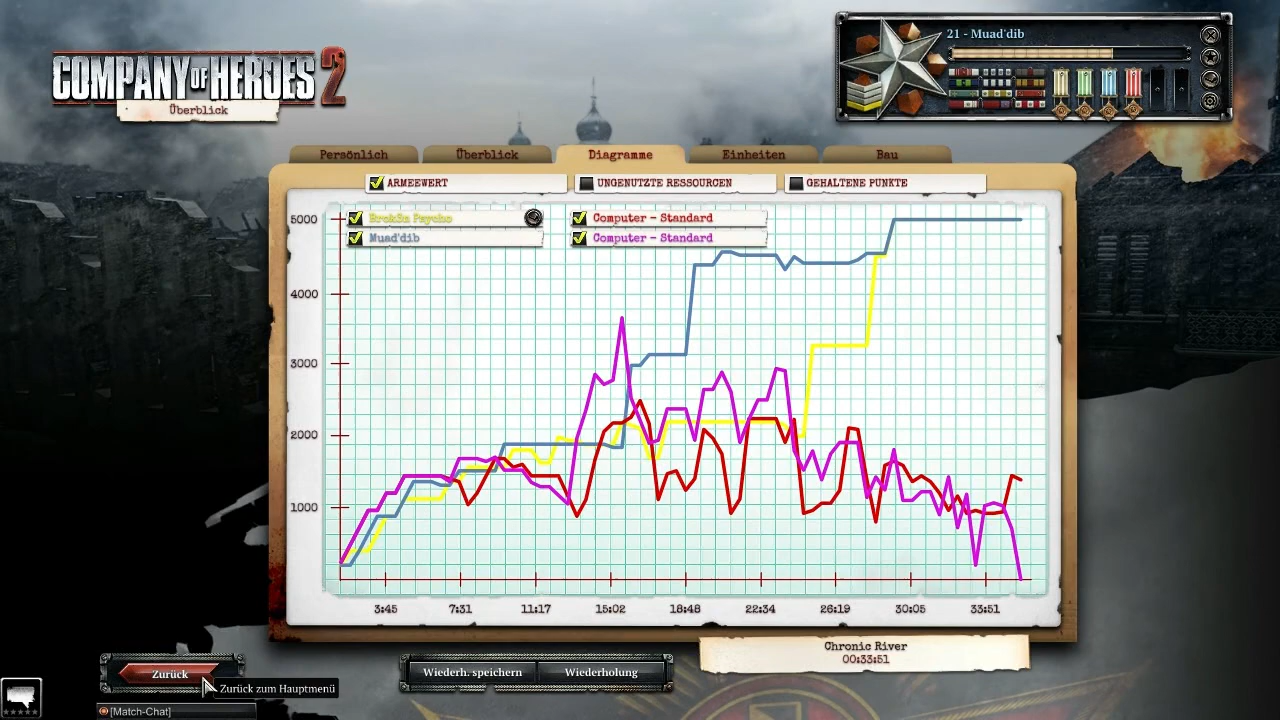 COMPANY OF HEROES 2
Überblick
21 - Muad'dib
Persönlich
Überblick
Diagramme
Einheiten
Bau
ARMEEWERT
UNGENUTZTE RESSOURCEN
GEHALTENE PUNKTE
Computer - Standard
Muad'dib
Computer - Standard
5000
4000
3000
2000
1000
3:45
7:31
11:17
15:02
18:48
22:34
26:19
30:05
33:51
Chronic River
00:33:51
Zurück
Zurück zum Hauptmenü
Wiederh. speichern
Wiederholung
[Match-Chat]